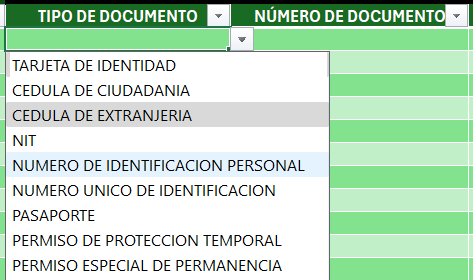 TIPO DE DOCUMENTO NÚMERO DE DOCUMENTO
TARJETA DE IDENTIDAD
CEDULA DE CIUDADANIA
CEDULA DE EXTRANJERIA
NIT
NUMERO DE IDENTIFICACION PERSONAL
NUMERO UNICO DE IDENTIFICACION
PASAPORTE
PERMISO DE PROTECCION TEMPORAL
PERMISO ESPECIAL DE PERMANENCIA